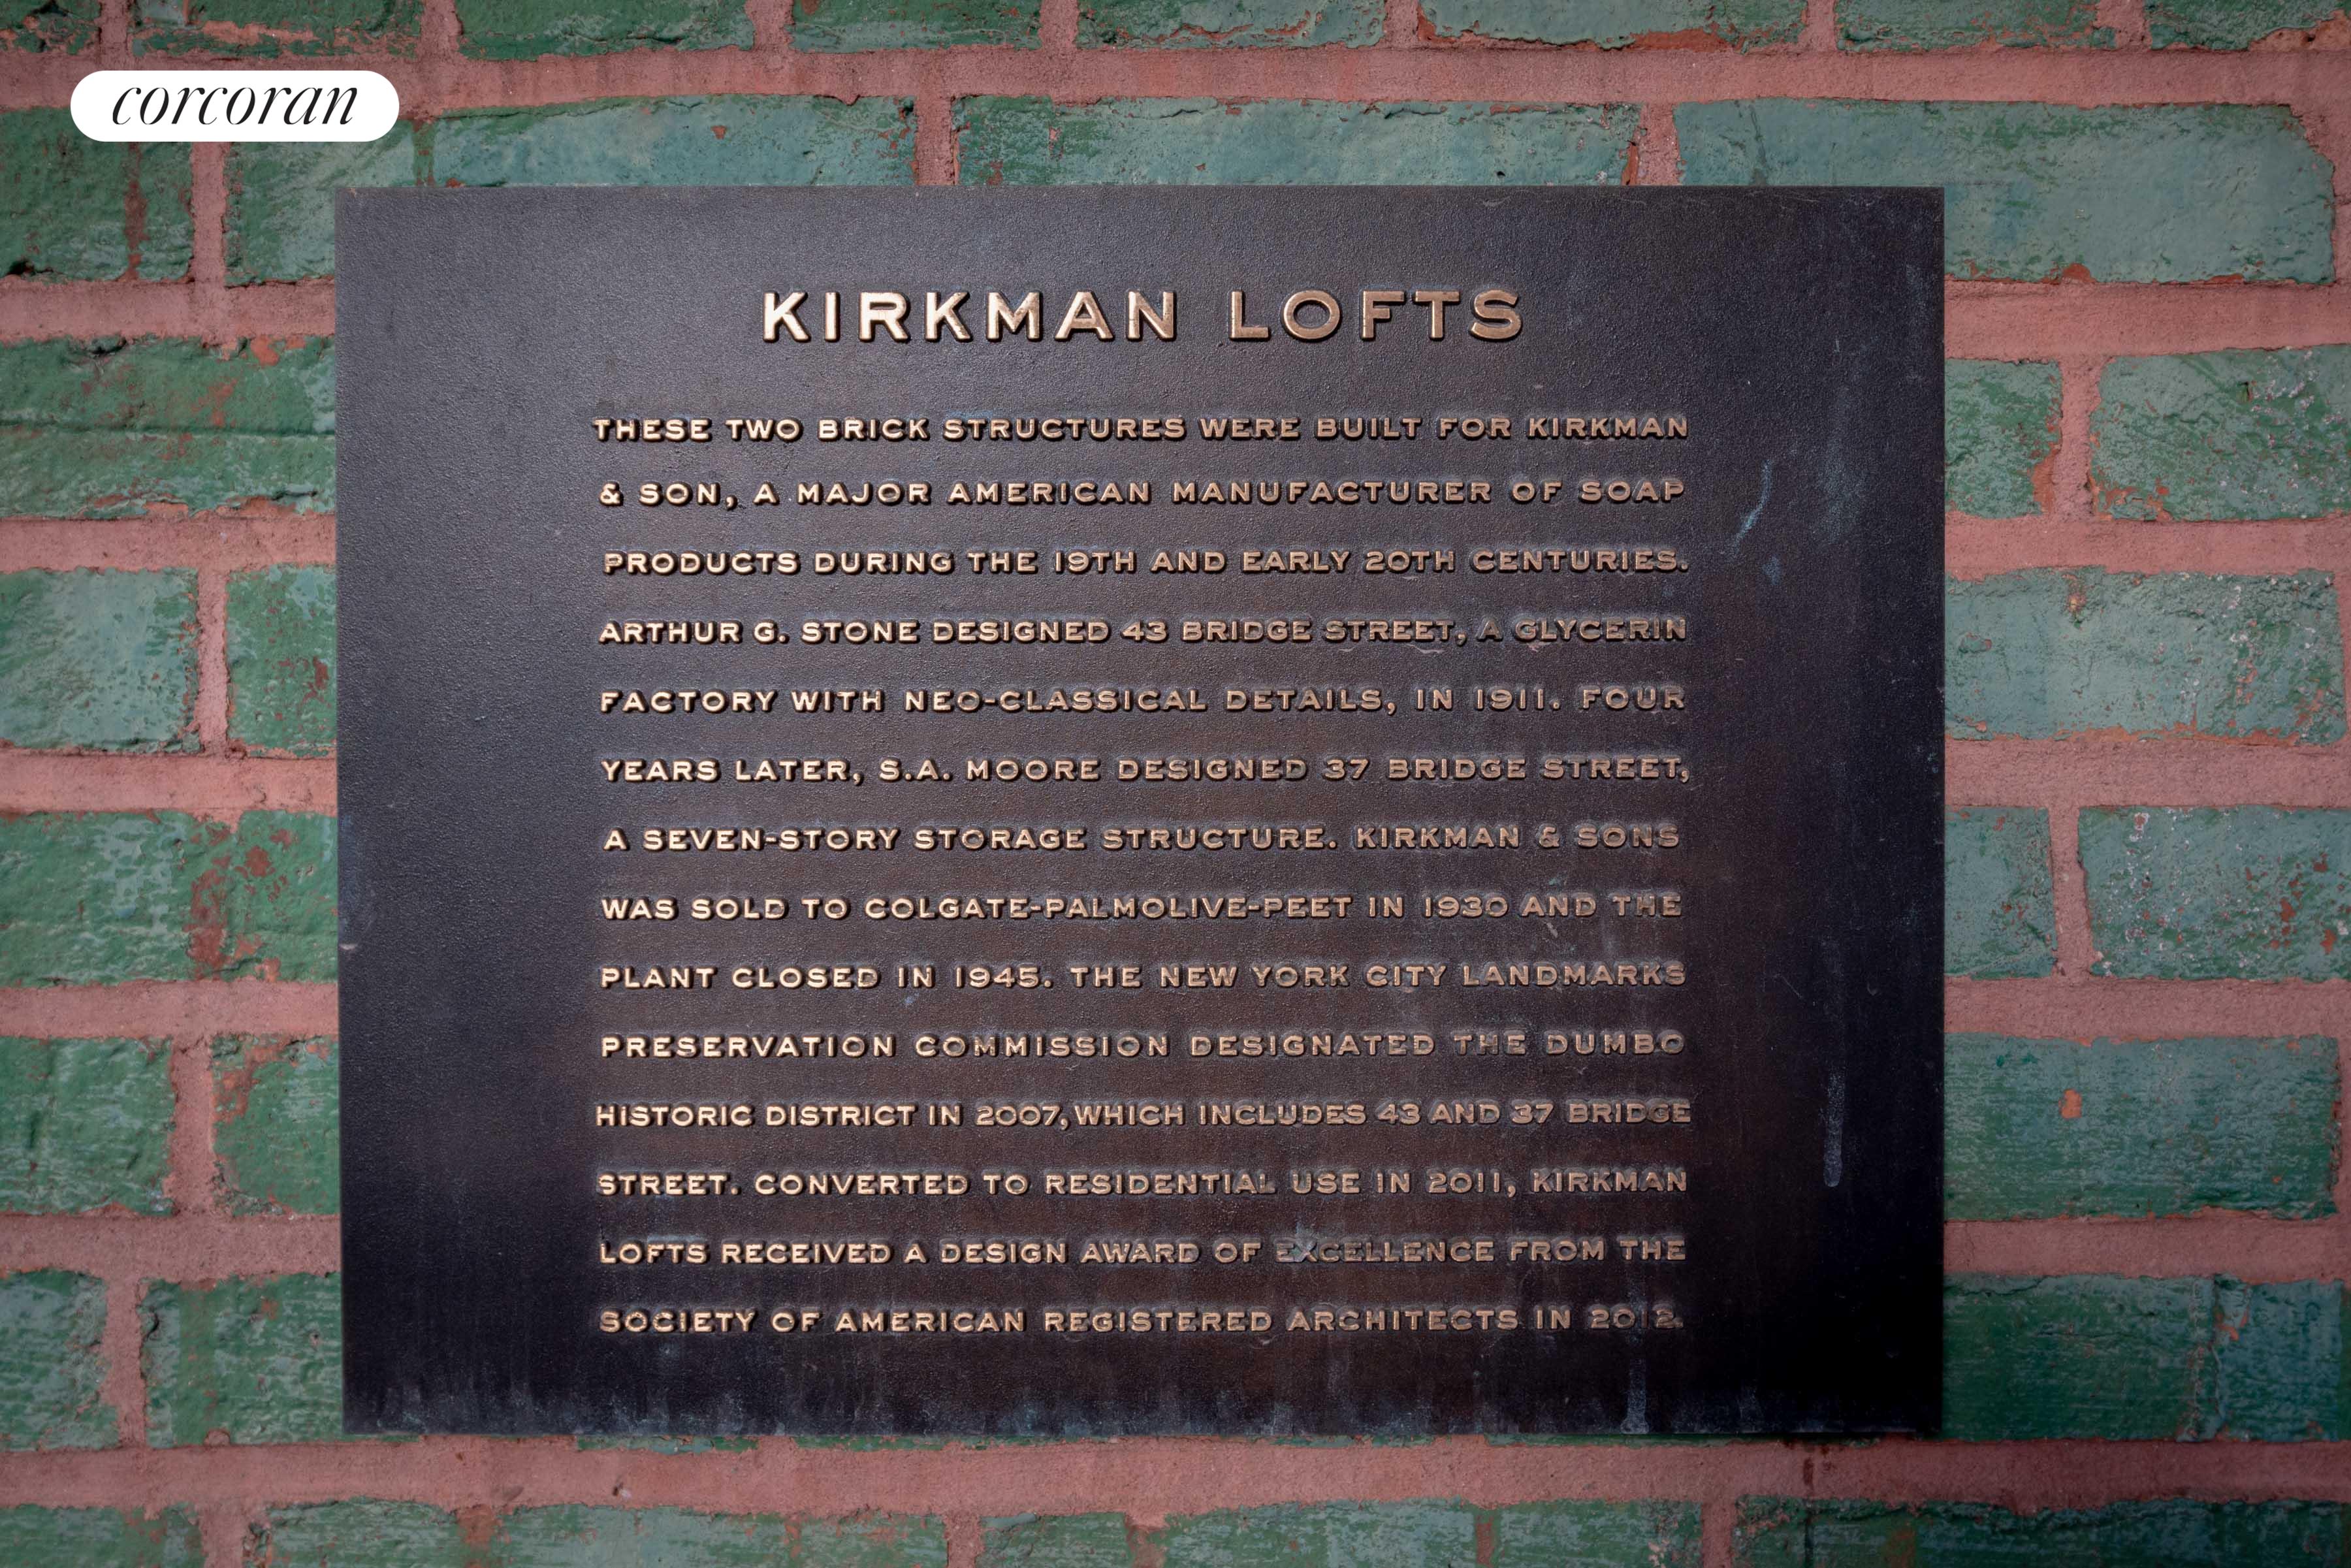 corcoran
KIRKMAN LOFTS
THESE TWO BRICK STRUCTURES WERE BUILT FOR KIRKMAN
& SON, A MAJOR AMERICAN MANUFACTURER OF SOAP
PRODUCTS DURING THE 19TH AND EARLY 20TH CENTURIES.
ARTHUR G. STONE DESIGNED 43 BRIDGE STREET, A GLYCERIN
FACTORY WITH NEO-CLASSICAL DETAILS, IN 1911. FOUR
YEARS LATER, S.A. MOORE DESIGNED 37 BRIDGE STREET,
A SEVEN-STORY STORAGE STRUCTURE. KIRKMAN & SONS
WAS SOLD TO COLGATE-PALMOLIVE-PEET IN 1930 AND THE
PLANT CLOSED IN 1945. THE NEW YORK CITY LANDMARKS
PRESERVATION COMMISSION DESIGNATED THE DUMBO
HISTORIC DISTRICT IN 2007, WHICH INCLUDES 43 AND 37 BRIDGE
STREET. CONVERTED TO RESIDENTIAL USE IN 2011, KIRKMAN
LOFTS RECEIVED A DESIGN AWARD OF EXCELLENCE FROM THE
SOCIETY OF AMERICAN REGISTERED ARCHITECTS IN 2012.